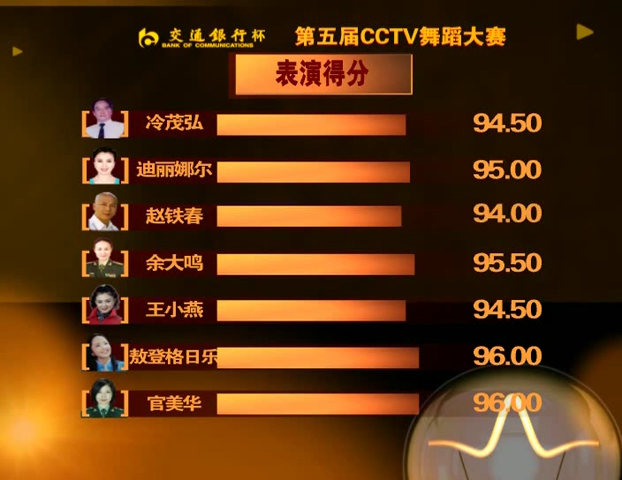 交通銀行杯 第五届CCTV舞蹈大赛
BANK OF COMMUNICATIONS
表演得分
冷茂弘 94.50
迪丽娜尔 95.00
赵铁春 94.00
余大鸣 95.50
王小燕 94.50
敖登格日乐 96.00
官美华 96.00